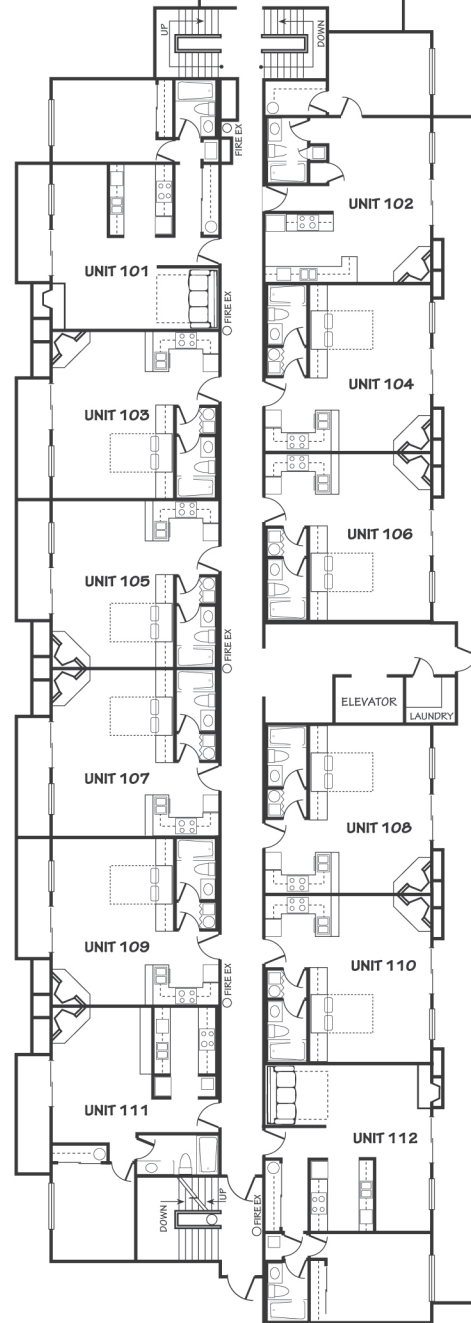 UP
DOWN
FIRE EX
UNIT 102
UNIT 101
FIRE EX
UNIT 104
UNIT 103
UNIT 106
UNIT 105
FIRE EX
ELEVATOR
LAUNDRY
UNIT 107
UNIT 108
UNIT 109
UNIT 110
FIRE EX
UNIT 111
UNIT 112
DOWN
UP
FIRE EX